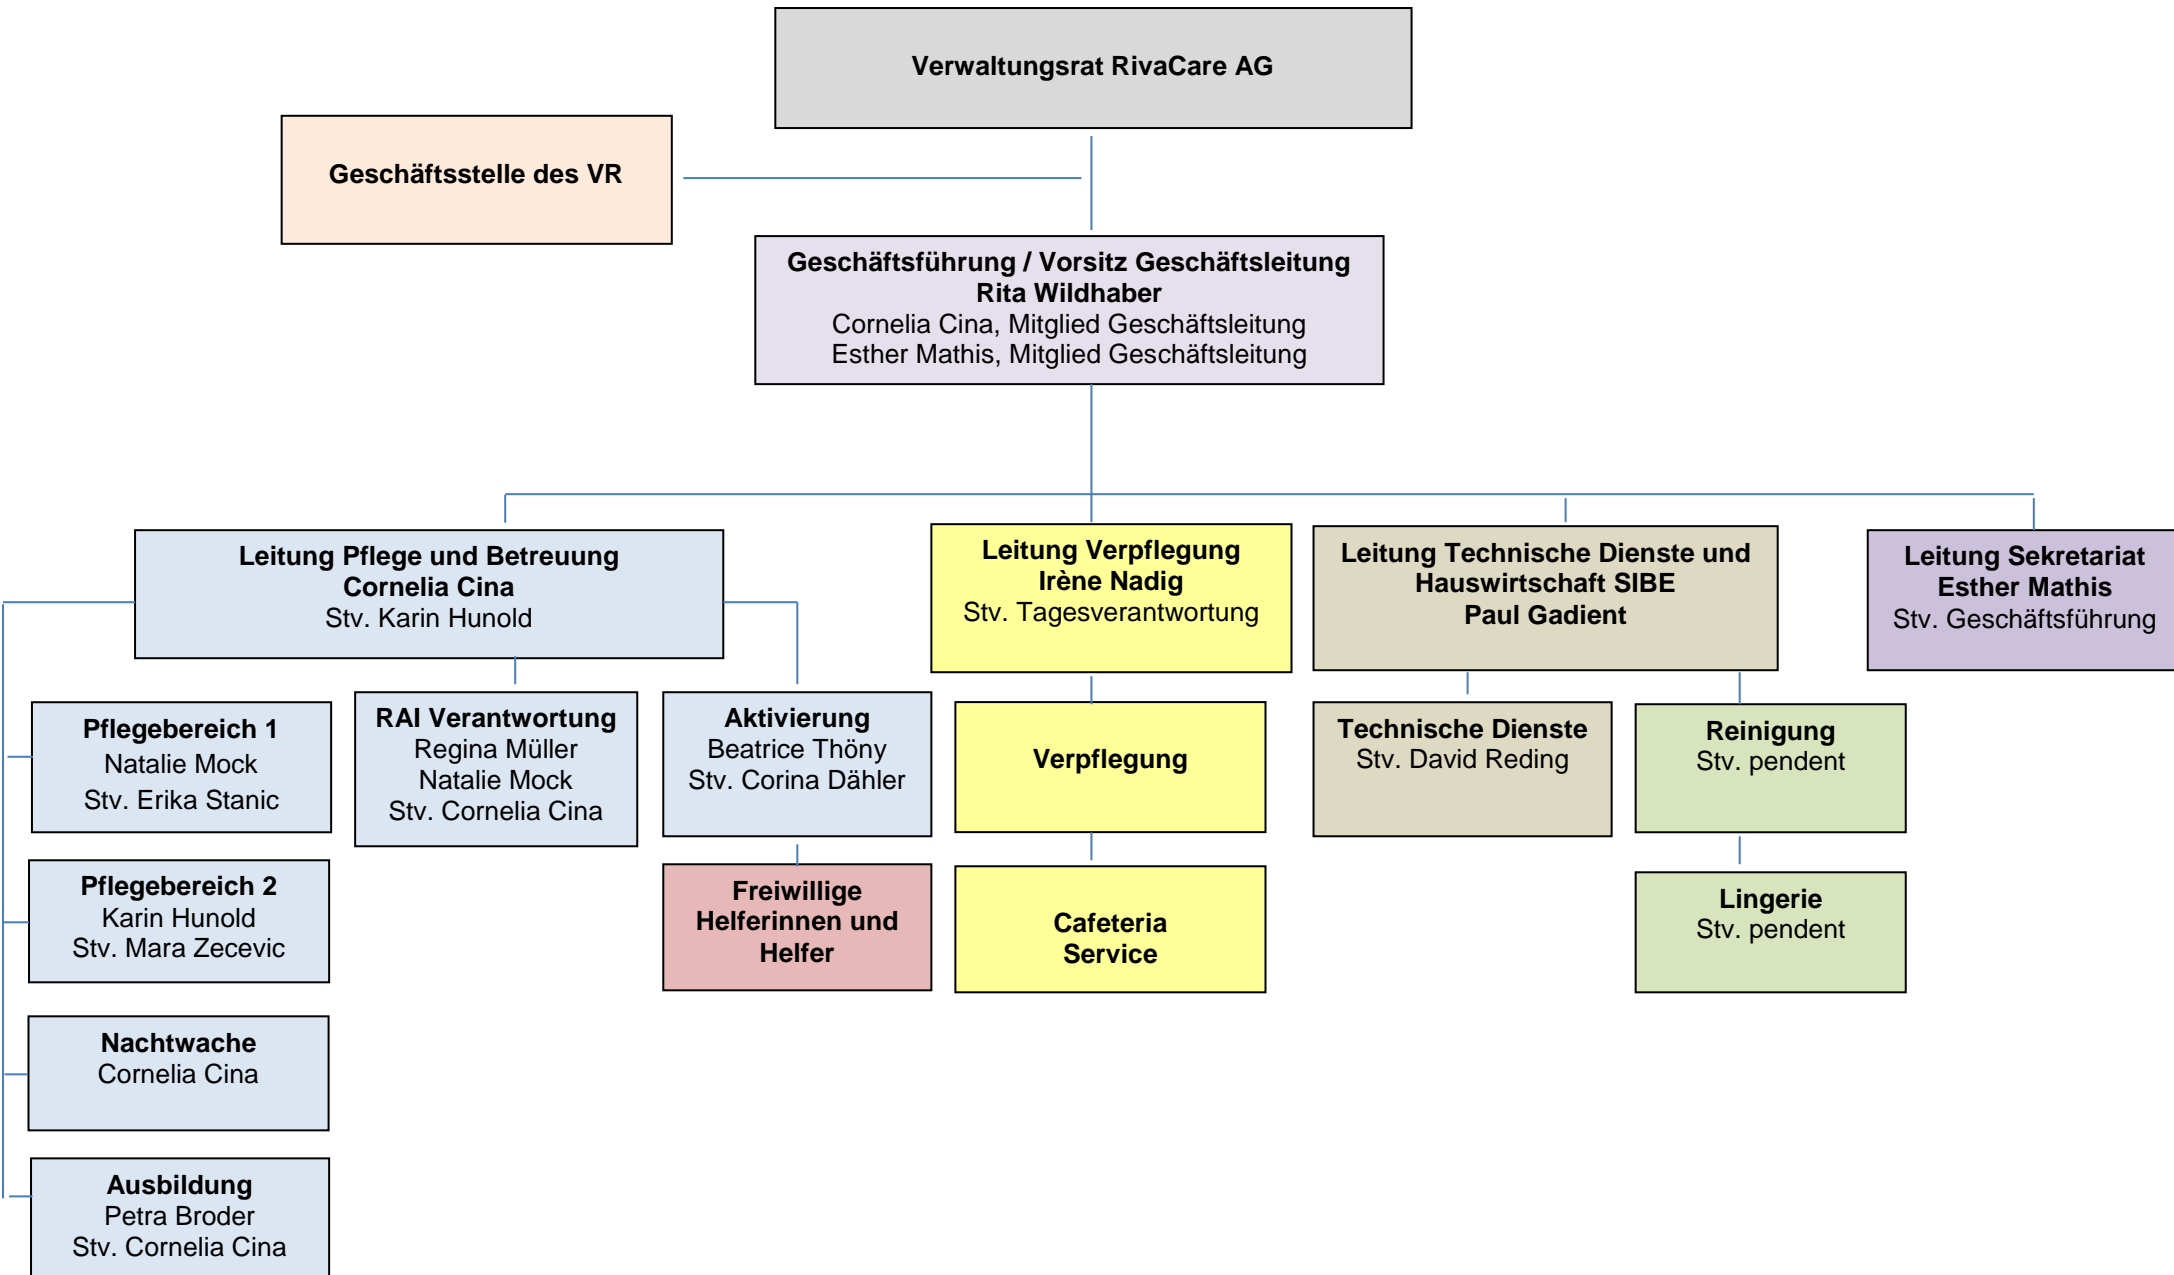 Verwaltungsrat RivaCare AG
Geschäftsstelle des VR
Geschäftsführung / Vorsitz Geschäftsleitung
Rita Wildhaber
Cornelia Cina, Mitglied Geschäftsleitung
Esther Mathis, Mitglied Geschäftsleitung
Leitung Pflege und Betreuung
Cornelia Cina
Stv. Karin Hunold
Leitung Verpflegung
Irène Nadig
Stv. Tagesverantwortung
Leitung Technische Dienste und
Hauswirtschaft SIBE
Paul Gadient
Leitung Sekretariat
Esther Mathis
Stv. Geschäftsführung
Pflegebereich 1
Natalie Mock
Stv. Erika Stanic
RAI Verantwortung
Regina Müller
Natalie Mock
Stv. Cornelia Cina
Aktivierung
Beatrice Thöny
Stv. Corina Dähler
Verpflegung
Technische Dienste
Stv. David Reding
Reinigung
Stv. pendent
Pflegebereich 2
Karin Hunold
Stv. Mara Zecevic
Freiwillige
Helferinnen und
Helfer
Cafeteria
Service
Lingerie
Stv. pendent
Nachtwache
Cornelia Cina
Ausbildung
Petra Broder
Stv. Cornelia Cina